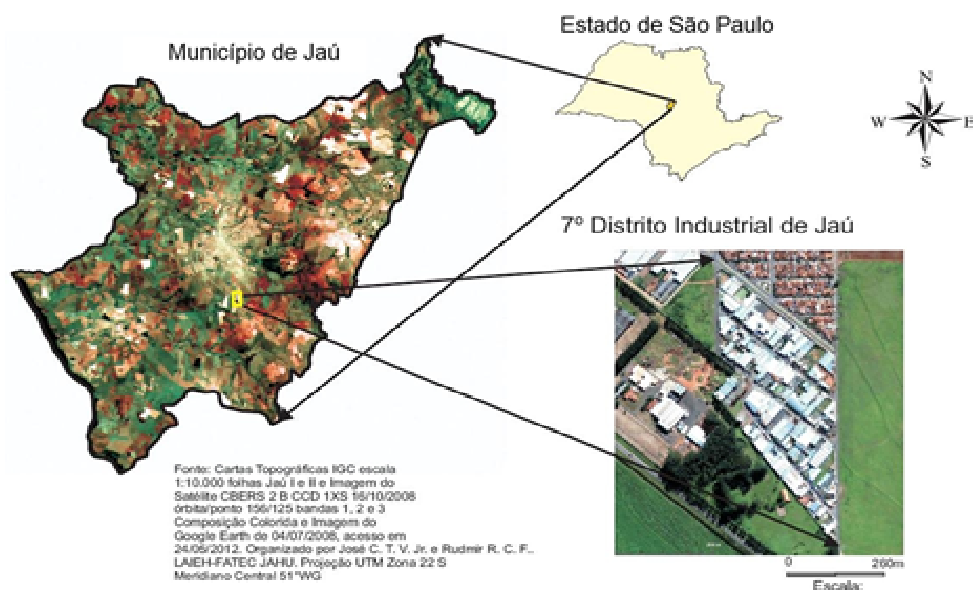 Estado de São Paulo
Município de Jaú
N
W
E
S
7º Distrito Industrial de Jaú
Fonte: Cartas Topográficas IGC escala
1:10.000 folhas Jaú I e II e Imagem do
Satélite CBERS 2 B CCD 1XS 16/10/2008
órbita/ponto 156/125 bandas 1, 2 e 3
Composição Colorida e Imagem do
Google Earth de 04/07/2008, acesso em
24/06/2012. Organizado por José C. T. V. Jr. e Rudmir R. C. F..
LAIEH-FATEC JAHU. Projeção UTM Zona 22 S
Meridiano Central 51°WG
0 260m
Escala: